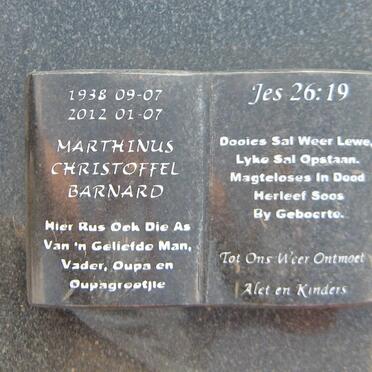 1938 09-07
2012 01-07
MARTHINUS
CHRISTOFFEL
BARNARD
Hier Rus Ook Die As
Van 'n Geliefde Man,
Vader, Oupa en
Oupagrootjie
Jes 26:19
Dooies Sal Weer Lewe,
Lyke Sal Opstaan.
Magteloses In Dood
Herleef Soos
By Geboorte.
Tot Ons Weer Ontmoet
Alet en Kinders